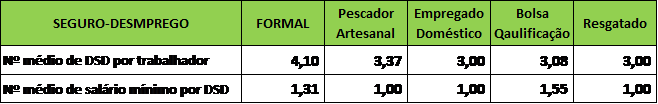 SEGURO-DESMPREGO FORMAL Pescador Artesanal Empregado Doméstico Bolsa Qaulificação Resgatado
Nº médio de DSD por trabalhador 4,10 3,37 3,00 3,08 3,00
Nº médio de salário mínimo por DSD 1,31 1,00 1,00 1,55 1,00